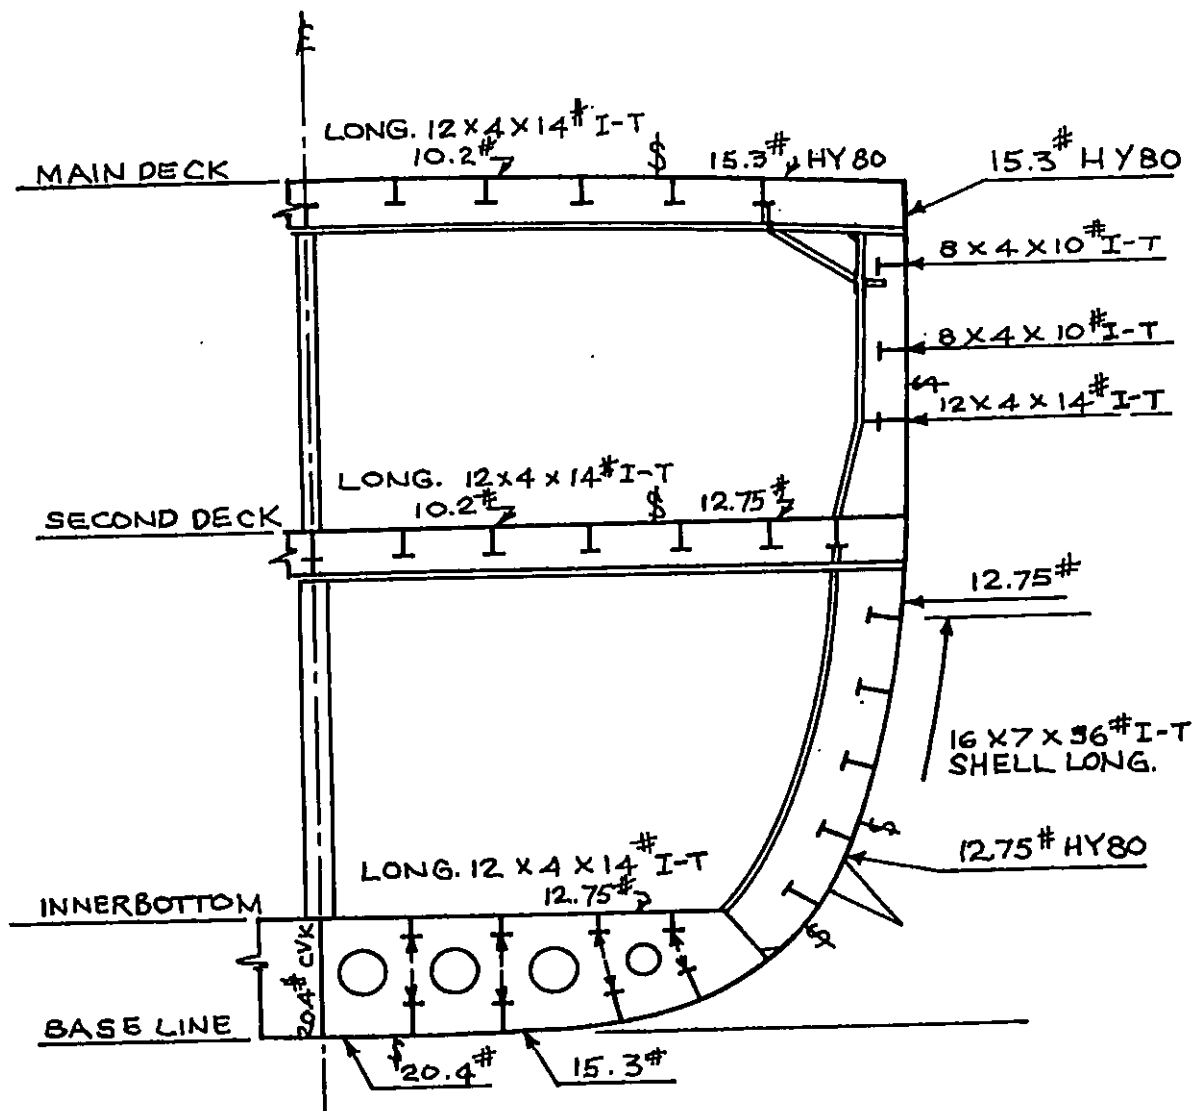 LONG. 12 X 4 X 14# I-T
10.2#
15.3# HY80
15.3# HY80
MAIN DECK
8 X 4 X 10# I-T
8 X 4 X 10# I-T
12 X 4 X 14# I-T
LONG. 12 X 4 X 14# I-T
10.2#
12.75#
SECOND DECK
12.75#
16 X 7 X 36# I-T
SHELL LONG.
12.75# HY80
LONG. 12 X 4 X 14# I-T
12.75#
INNERBOTTOM
20.4# CVK
BASE LINE
20.4#
15.3#